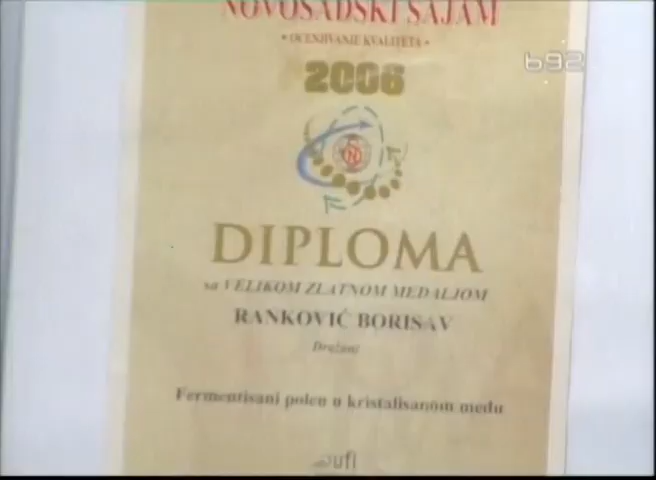 NOVOSADSKI SAJAM
• OCENJIVANJE KVALITETA •
b92
2006
DIPLOMA
sa VELIKOM ZLATNOM MEDALJOM
RANKOVIĆ BORISAV
Fermentisani polen u kristalisanom medu
ufi